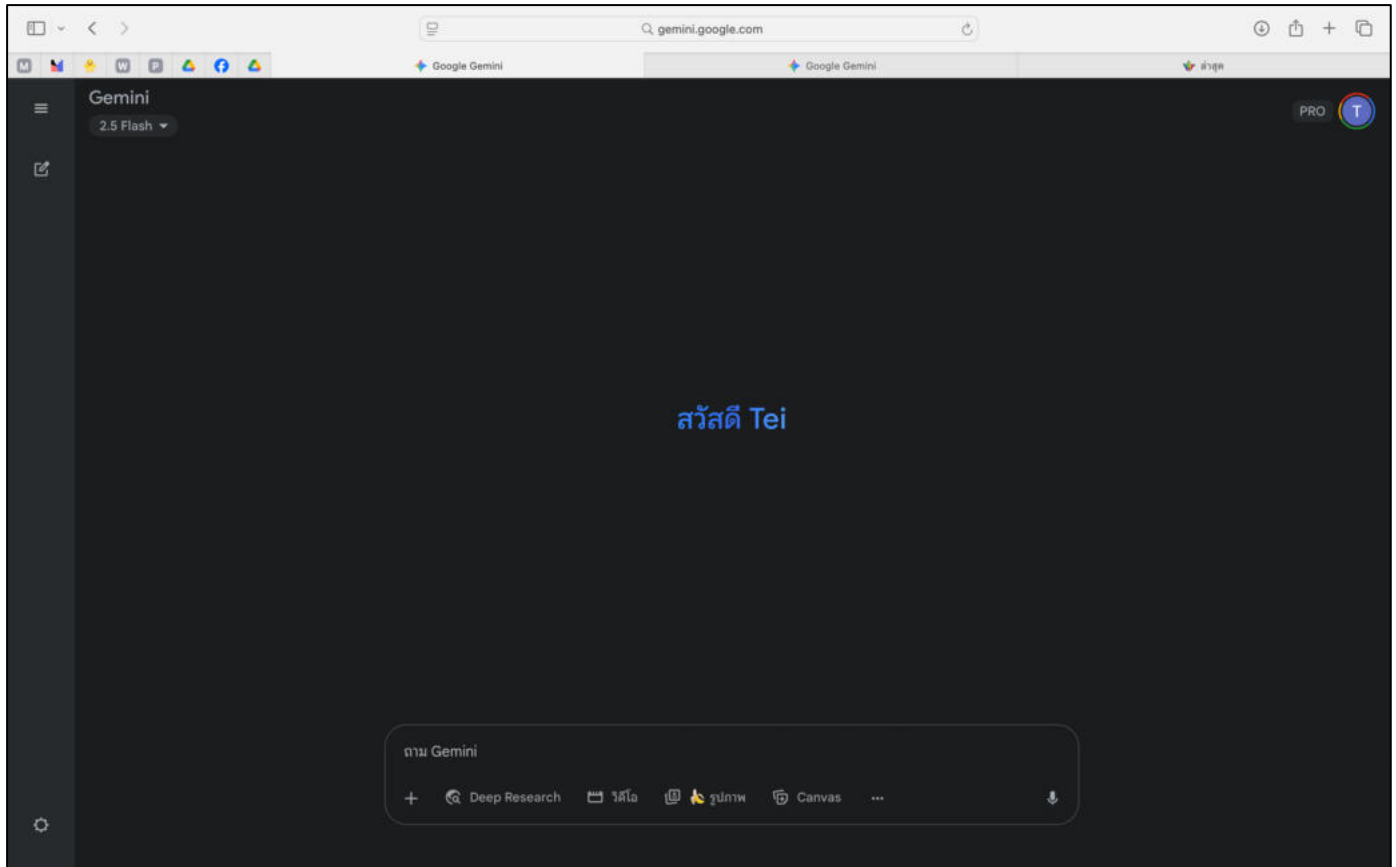 gemini.google.com
M W P Google Gemini Google Gemini ล่าสุด
Gemini
2.5 Flash
PRO T
สวัสดี Tei
ถาม Gemini
Deep Research วิดีโอ รูปภาพ Canvas